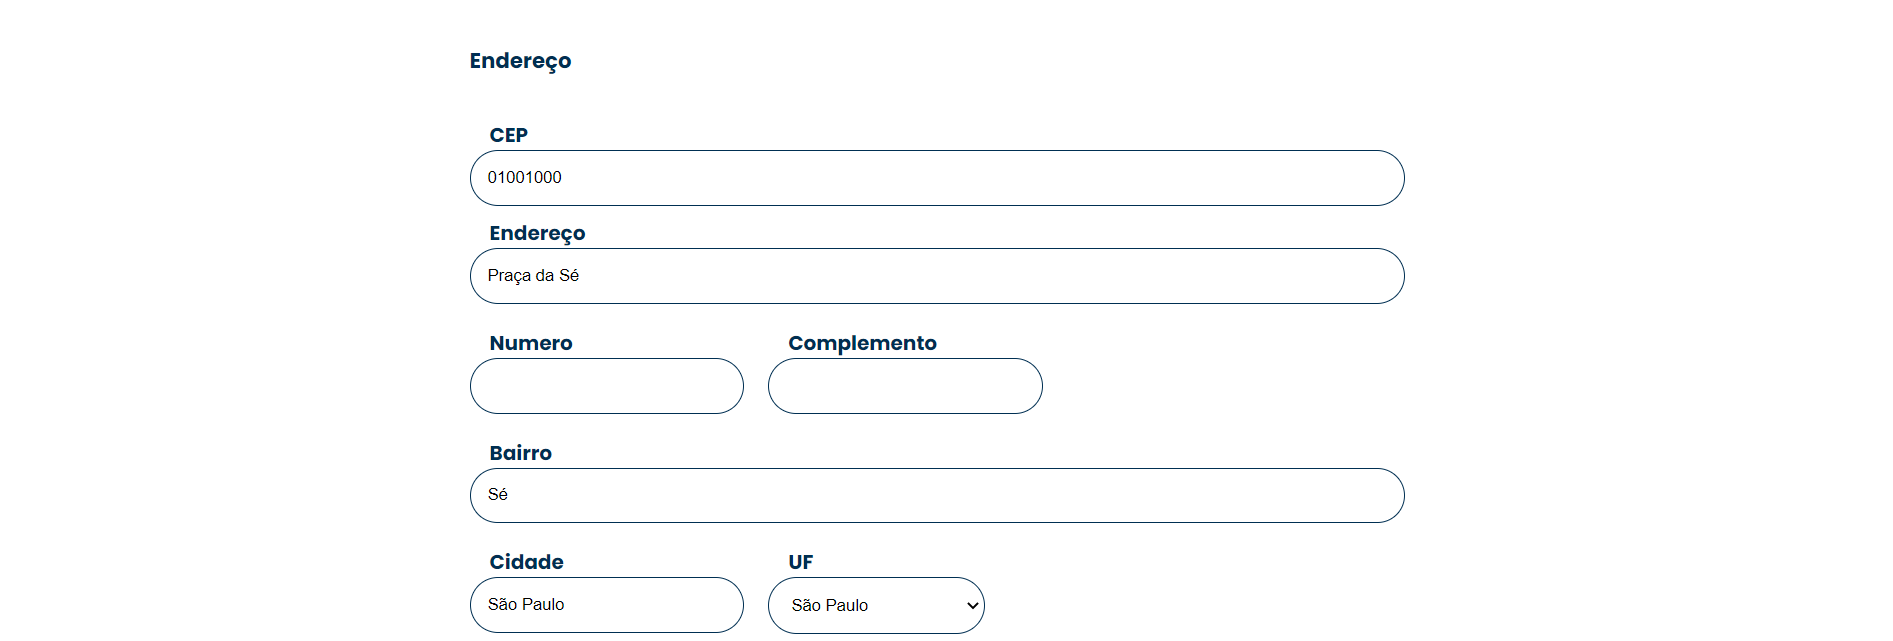 Endereço
CEP
01001000
Endereço
Praça da Sé
Numero Complemento
Bairro
Sé
Cidade UF
São Paulo São Paulo